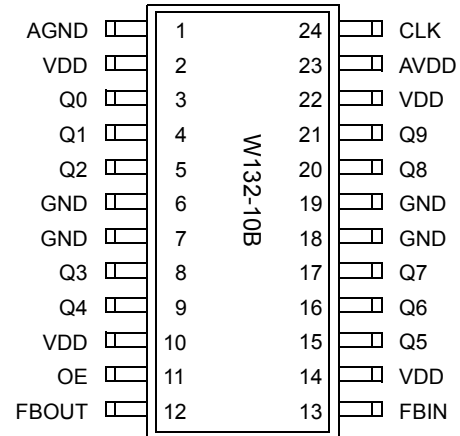 AGND 1 24 CLK
VDD 2 23 AVDD
Q0 3 22 VDD
Q1 4 21 Q9
Q2 5 20 Q8
GND 6 19 GND
GND 7 18 GND
Q3 8 17 Q7
Q4 9 16 Q6
VDD 10 15 Q5
OE 11 14 VDD
FBOUT 12 13 FBIN
W132-10B